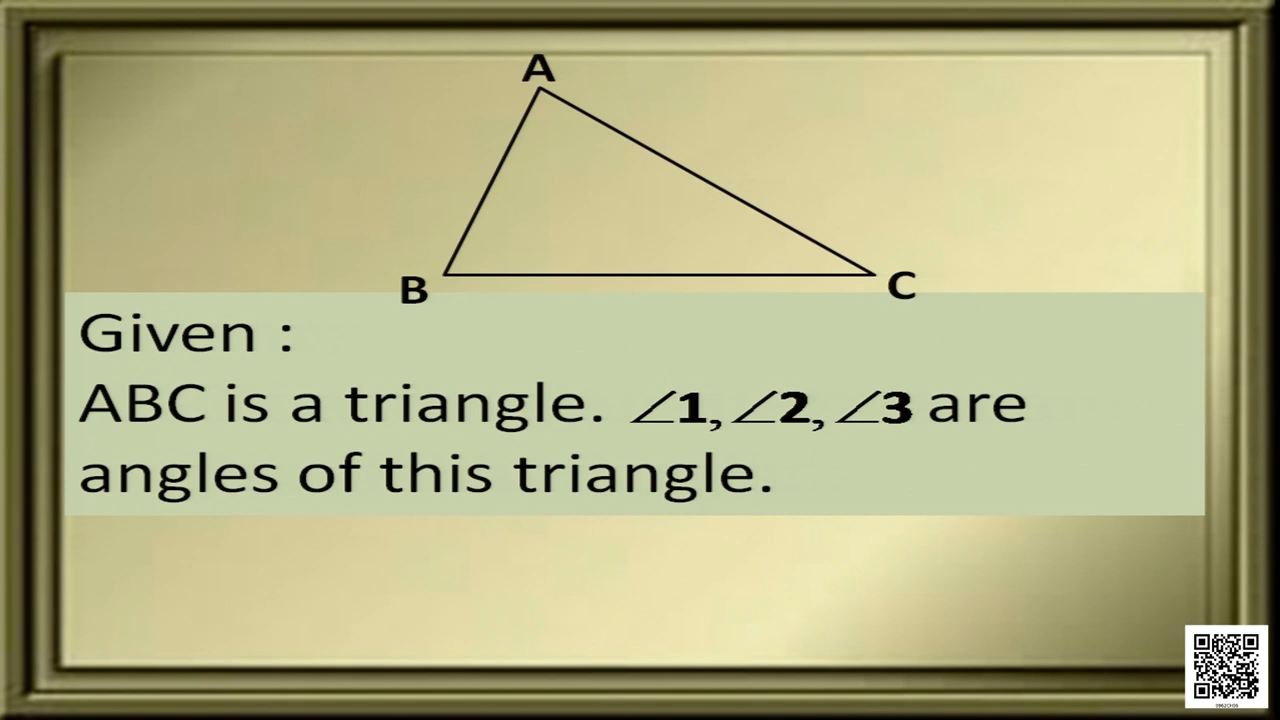 A
B
C
Given :
ABC is a triangle. ∠1, ∠2, ∠3 are
angles of this triangle.